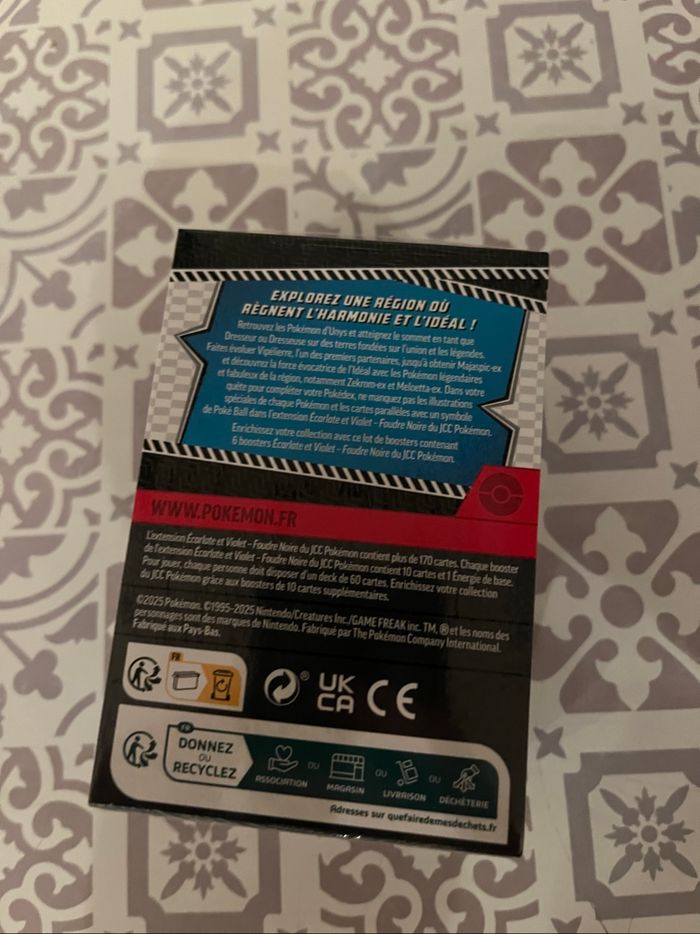 EXPLOREZ UNE RÉGION OÙ
RÈGNENT L'HARMONIE ET L'IDÉAL !
Retrouvez les Pokémon d'Unys et atteignez le sommet en tant que
Dresseur ou Dresseuse sur des terres fondées sur l'union et les légendes.
Faites évoluer Vipélierre, l'un des premiers partenaires, jusqu'à obtenir Majaspic-ex
et découvrez la force évocatrice de l'Idéal avec les Pokémon légendaires
et fabuleux de la région, notamment Zekrom-ex et Meloetta-ex. Dans votre
quête pour compléter votre Pokédex, ne manquez pas les illustrations
spéciales de chaque Pokémon et les cartes parallèles avec un symbole
de Poké Ball dans l'extension Écarlate et Violet – Foudre Noire du JCC Pokémon.
Enrichissez votre collection avec ce lot de boosters contenant
6 boosters Écarlate et Violet – Foudre Noire du JCC Pokémon.
WWW.POKEMON.FR
L'extension Écarlate et Violet – Foudre Noire du JCC Pokémon contient plus de 170 cartes. Chaque booster
de l'extension Écarlate et Violet – Foudre Noire du JCC Pokémon contient 10 cartes et 1 Énergie de base.
Pour jouer, chaque personne doit disposer d'un deck de 60 cartes. Enrichissez votre collection
du JCC Pokémon grâce aux boosters de 10 cartes supplémentaires.
©2025 Pokémon. ©1995-2025 Nintendo/Creatures Inc./GAME FREAK inc. TM, ® et les noms des
personnages sont des marques de Nintendo. Fabriqué par The Pokémon Company International.
Fabriqué aux Pays-Bas.
FR
®
UK
CA
CE
FR
DONNEZ
OU
RECYCLEZ
ASSOCIATION
OU
MAGASIN
OU
LIVRAISON
OU
DÉCHÈTERIE
Adresses sur quefairedemesdechets.fr